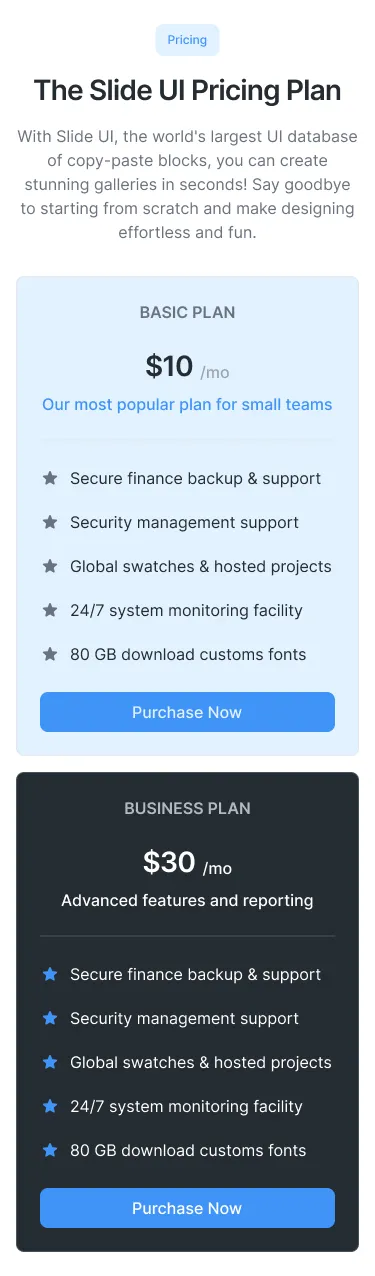 Pricing
The Slide UI Pricing Plan
With Slide UI, the world's largest UI database
of copy-paste blocks, you can create
stunning galleries in seconds! Say goodbye
to starting from scratch and make designing
effortless and fun.
BASIC PLAN
$10 /mo
Our most popular plan for small teams
Secure finance backup & support
Security management support
Global swatches & hosted projects
24/7 system monitoring facility
80 GB download customs fonts
Purchase Now
BUSINESS PLAN
$30 /mo
Advanced features and reporting
Secure finance backup & support
Security management support
Global swatches & hosted projects
24/7 system monitoring facility
80 GB download customs fonts
Purchase Now